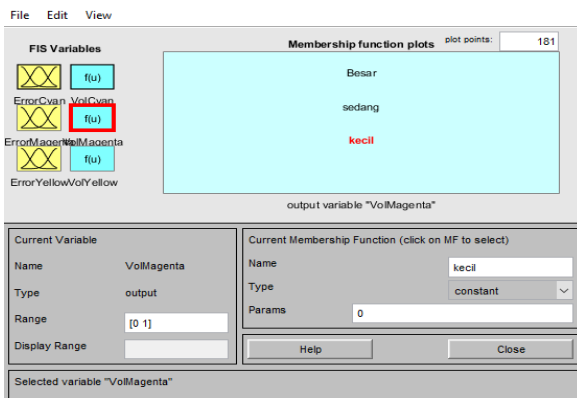 File Edit View
FIS Variables
Membership function plots plot points: 181
f(u)
ErrorCyan VolCyan
f(u)
ErrorMagenta VolMagenta
f(u)
ErrorYellow VolYellow
Besar
sedang
kecil
output variable "VolMagenta"
Current Variable
Name VolMagenta
Type output
Range [0 1]
Display Range
Current Membership Function (click on MF to select)
Name kecil
Type constant
Params 0
Help Close
Selected variable "VolMagenta"